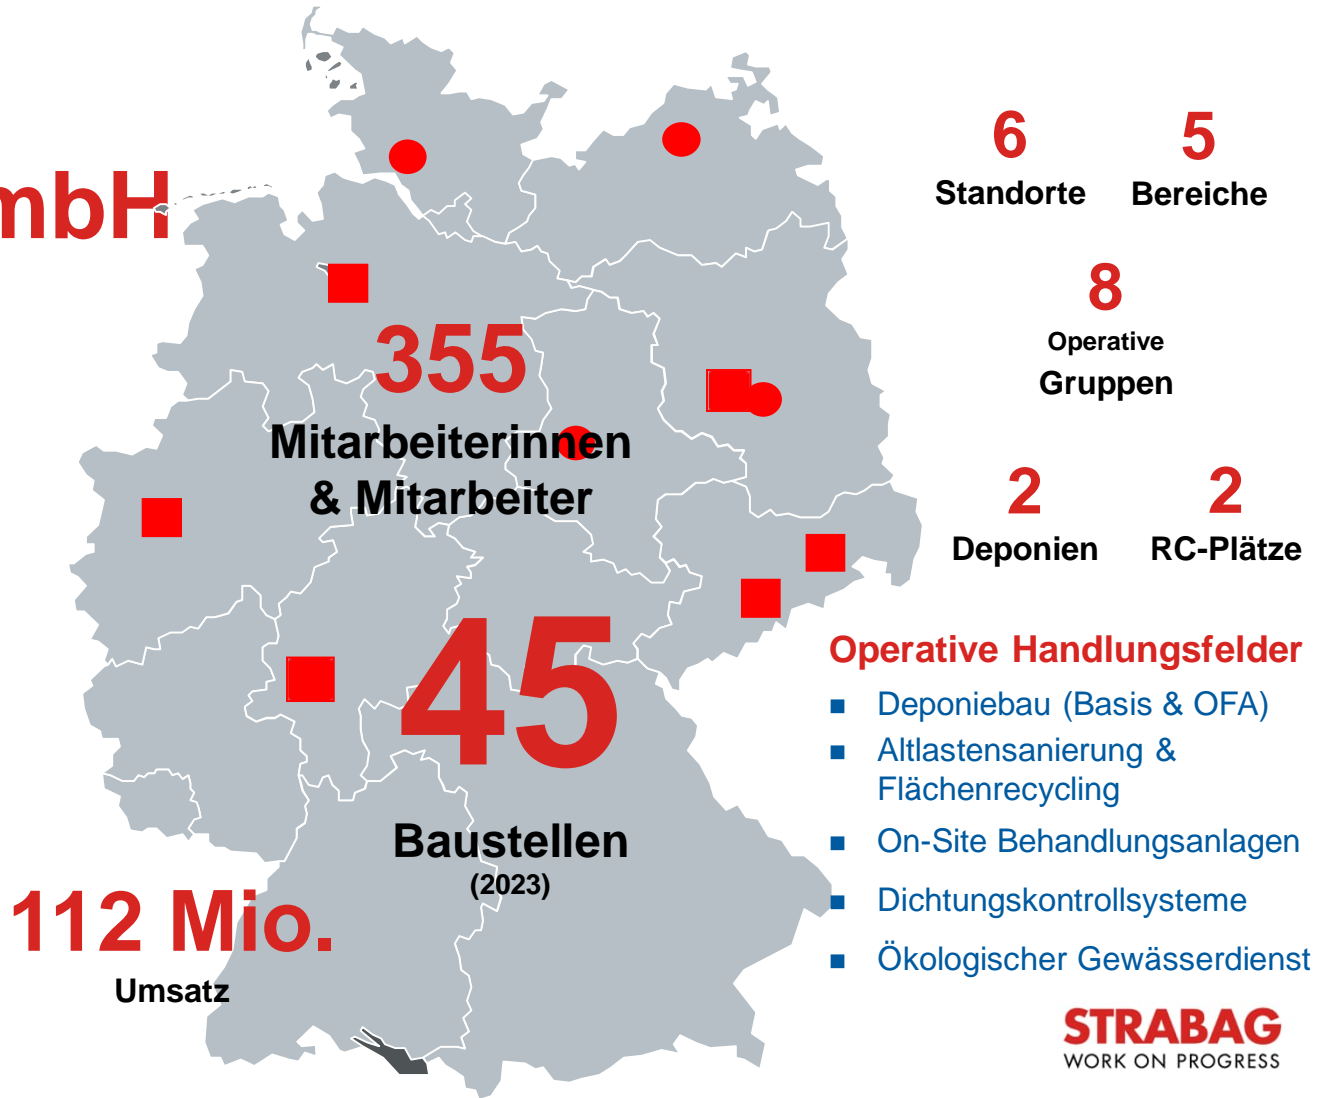 mbH
6
Standorte
5
Bereiche
8
Operative
Gruppen
355
Mitarbeiterinnen
& Mitarbeiter
2
Deponien
2
RC-Plätze
45
Baustellen
(2023)
112 Mio.
Umsatz
Operative Handlungsfelder
Deponiebau (Basis & OFA)
Altlastensanierung &
Flächenrecycling
On-Site Behandlungsanlagen
Dichtungskontrollsysteme
Ökologischer Gewässerdienst
STRABAG
WORK ON PROGRESS